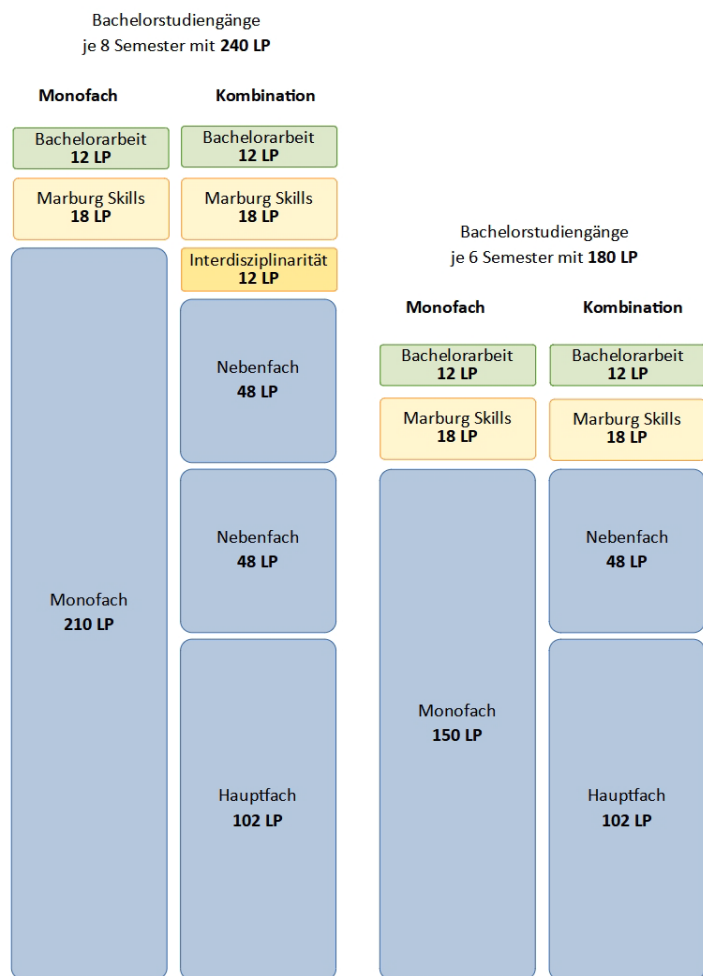 Bachelorstudiengänge
je 8 Semester mit 240 LP
Monofach
Bachelorarbeit
12 LP
Marburg Skills
18 LP
Monofach
210 LP
Kombination
Bachelorarbeit
12 LP
Marburg Skills
18 LP
Interdisziplinarität
12 LP
Nebenfach
48 LP
Nebenfach
48 LP
Hauptfach
102 LP
Bachelorstudiengänge
je 6 Semester mit 180 LP
Monofach
Bachelorarbeit
12 LP
Marburg Skills
18 LP
Monofach
150 LP
Kombination
Bachelorarbeit
12 LP
Marburg Skills
18 LP
Nebenfach
48 LP
Hauptfach
102 LP